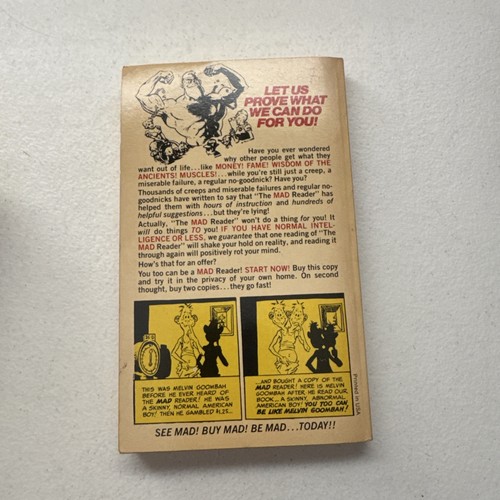 LET US
PROVE WHAT
WE CAN DO
FOR YOU!
Have you ever wondered
why other people get what they
want out of life...like MONEY! FAME! WISDOM OF THE
ANCIENTS! MUSCLES!...while you're still just a creep, a
miserable failure, a regular no-goodnick? Have you?
Thousands of creeps and miserable failures and regular no-
goodnicks have written to say that "The MAD Reader" has
helped them with hours of instruction and hundreds of
helpful suggestions...but they're lying!
Actually, "The MAD Reader" won't do a thing for you! It
will do things TO you! IF YOU HAVE NORMAL INTEL-
LIGENCE OR LESS, we guarantee that one reading of "The
MAD Reader" will shake your hold on reality, and reading it
through again will positively rot your mind.
How's that for an offer?
You too can be a MAD Reader! START NOW! Buy this copy
and try it in the privacy of your own home. On second
thought, buy two copies...they go fast!
THIS WAS MELVIN GOOMBAH
BEFORE HE EVER HEARD OF
THE MAD READER! HE WAS
A SKINNY, NORMAL AMERICAN
BOY! THEN HE GAMBLED $1.25...
...AND BOUGHT A COPY OF THE
MAD READER! HERE IS MELVIN
GOOMBAH AFTER HE READ OUR
BOOK... A SKINNY, ABNORMAL
AMERICAN BOY! YOU TOO CAN
BE LIKE MELVIN GOOMBAH!
Printed in USA
SEE MAD! BUY MAD! BE MAD...TODAY!!